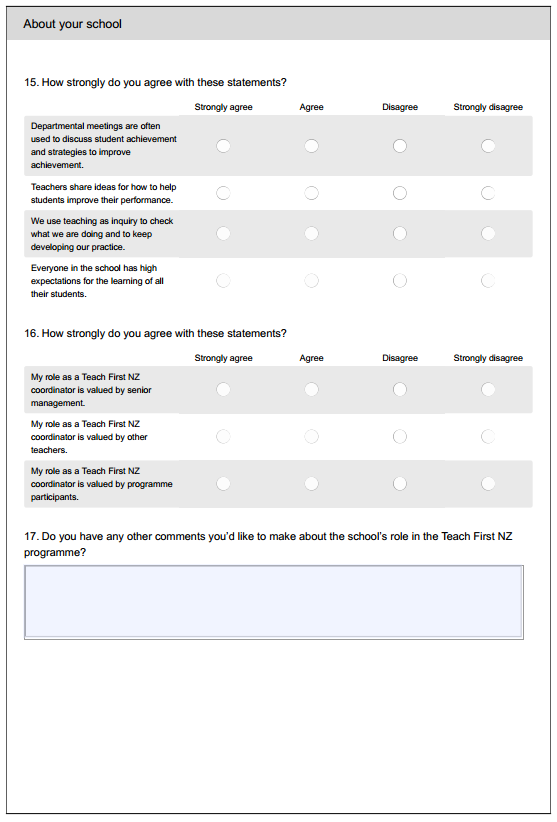 About your school
15. How strongly do you agree with these statements?
Strongly agree Agree Disagree Strongly disagree
Departmental meetings are often
used to discuss student achievement
and strategies to improve
achievement.
Teachers share ideas for how to help
students improve their performance.
We use teaching as inquiry to check
what we are doing and to keep
developing our practice.
Everyone in the school has high
expectations for the learning of all
their students.
16. How strongly do you agree with these statements?
Strongly agree Agree Disagree Strongly disagree
My role as a Teach First NZ
coordinator is valued by senior
management.
My role as a Teach First NZ
coordinator is valued by other
teachers.
My role as a Teach First NZ
coordinator is valued by programme
participants.
17. Do you have any other comments you'd like to make about the school's role in the Teach First NZ
programme?